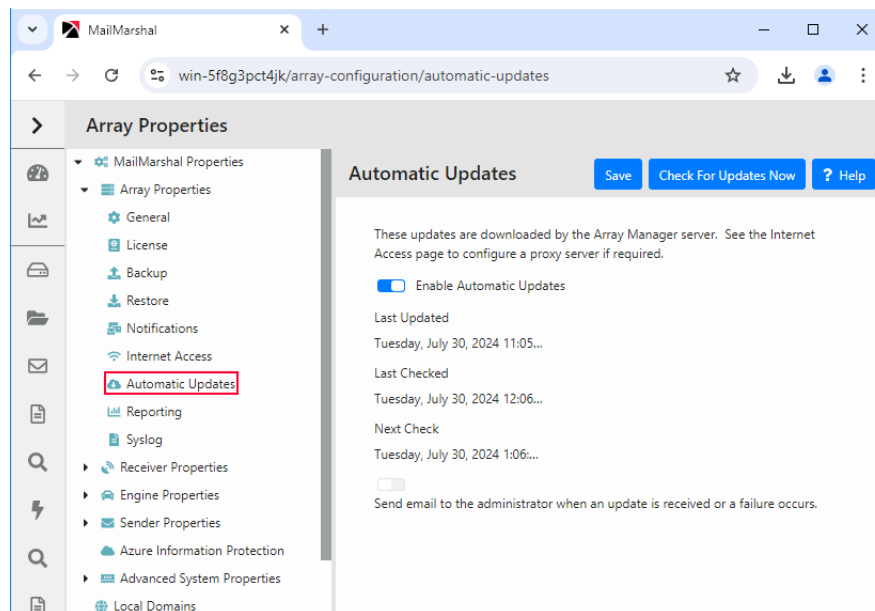 MailMarshal
win-5f8g3pct4jk/array-configuration/automatic-updates
Array Properties
MailMarshal Properties
Array Properties
General
License
Backup
Restore
Notifications
Internet Access
Automatic Updates
Reporting
Syslog
Receiver Properties
Engine Properties
Sender Properties
Azure Information Protection
Advanced System Properties
Local Domains
Automatic Updates
Save
Check For Updates Now
? Help
These updates are downloaded by the Array Manager server. See the Internet
Access page to configure a proxy server if required.
Enable Automatic Updates
Last Updated
Tuesday, July 30, 2024 11:05...
Last Checked
Tuesday, July 30, 2024 12:06...
Next Check
Tuesday, July 30, 2024 1:06:...
Send email to the administrator when an update is received or a failure occurs.